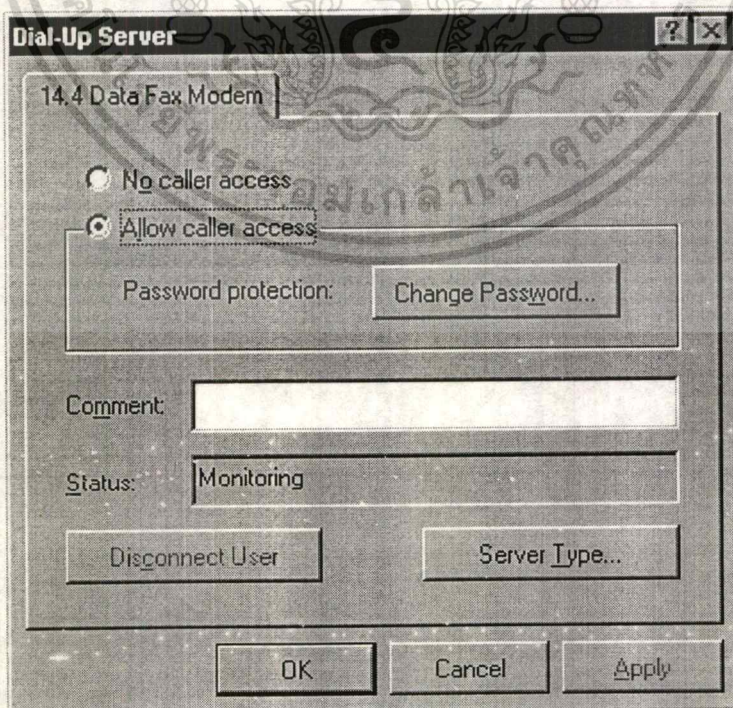 Dial-Up Server
14.4 Data Fax Modem
No caller access
Allow caller access
Password protection: Change Password...
Comment:
Status: Monitoring
Disconnect User Server Type...
OK Cancel Apply